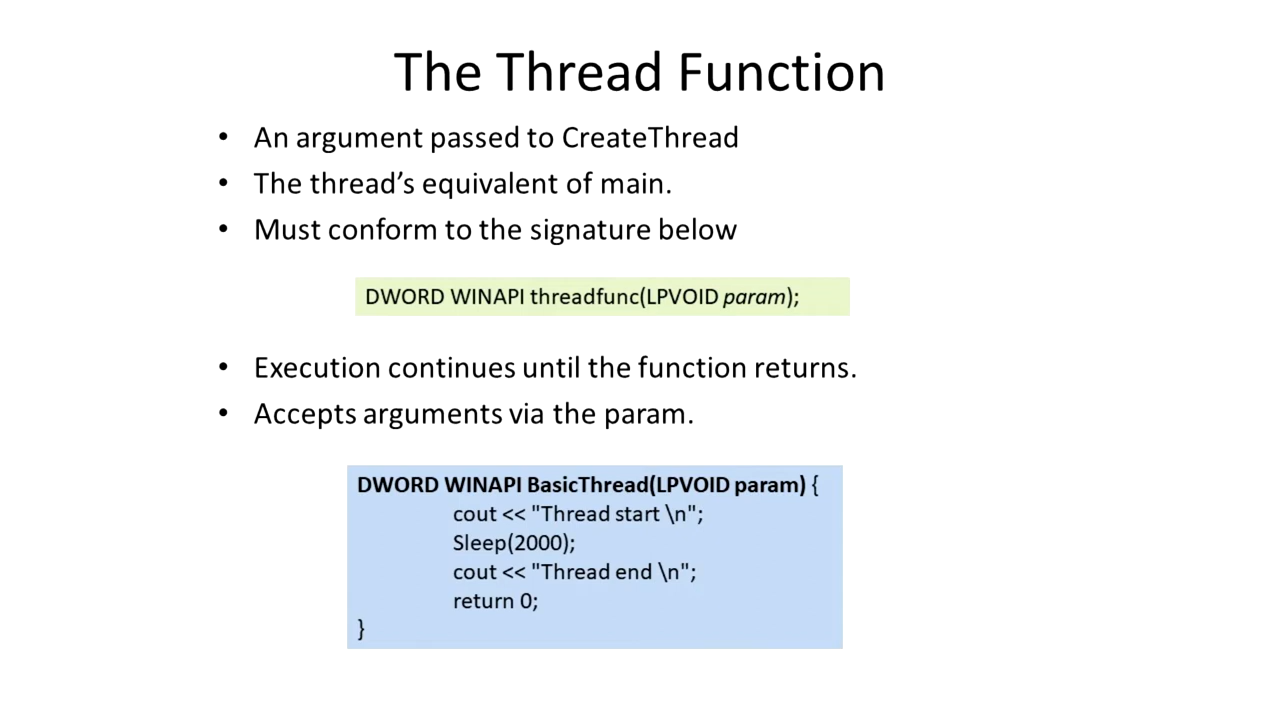 The Thread Function
• An argument passed to CreateThread
• The thread’s equivalent of main.
• Must conform to the signature below
DWORD WINAPI threadfunc(LPVOID param);
• Execution continues until the function returns.
• Accepts arguments via the param.
DWORD WINAPI BasicThread(LPVOID param) {
cout << "Thread start \n";
Sleep(2000);
cout << "Thread end \n";
return 0;
}